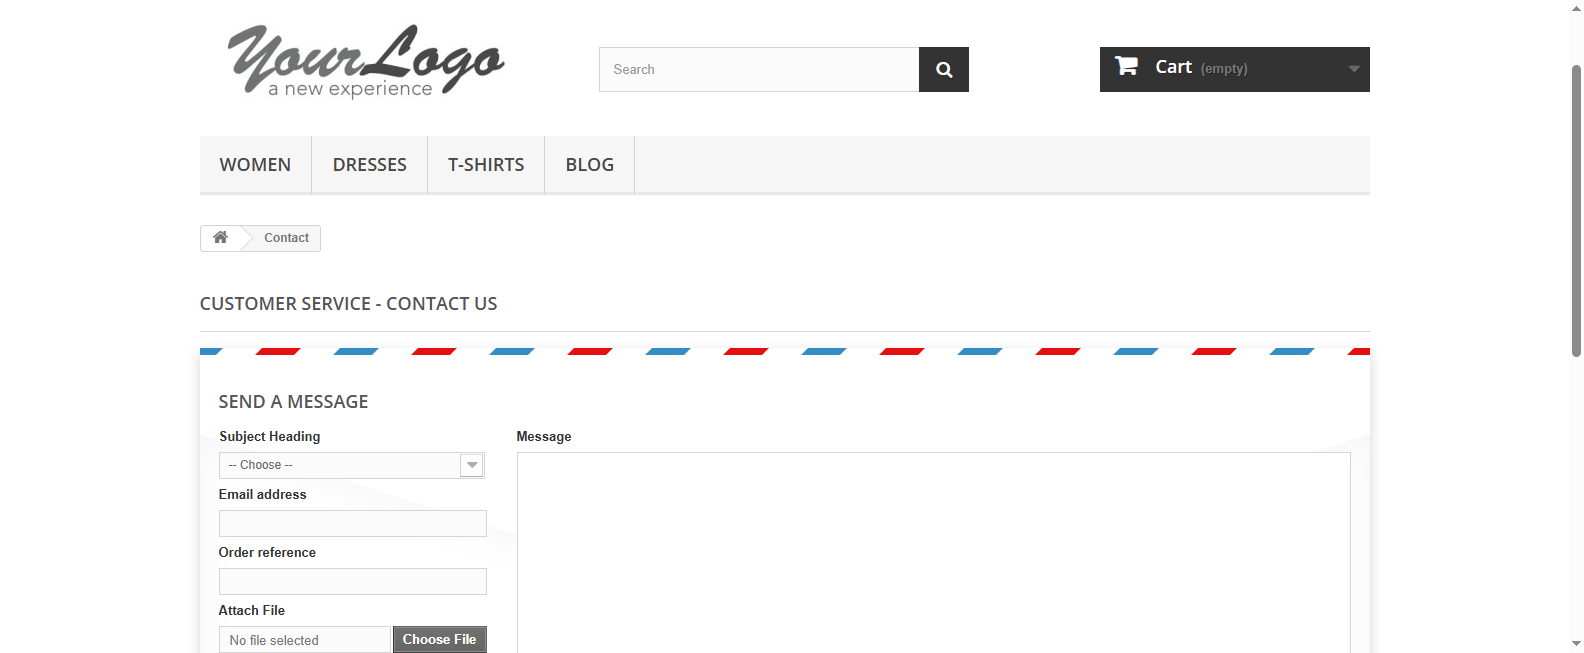 YourLogo
a new experience
Search
Cart (empty)
WOMEN DRESSES T-SHIRTS BLOG
Contact
CUSTOMER SERVICE - CONTACT US
SEND A MESSAGE
Subject Heading
-- Choose --
Email address
Order reference
Attach File
No file selected Choose File
Message